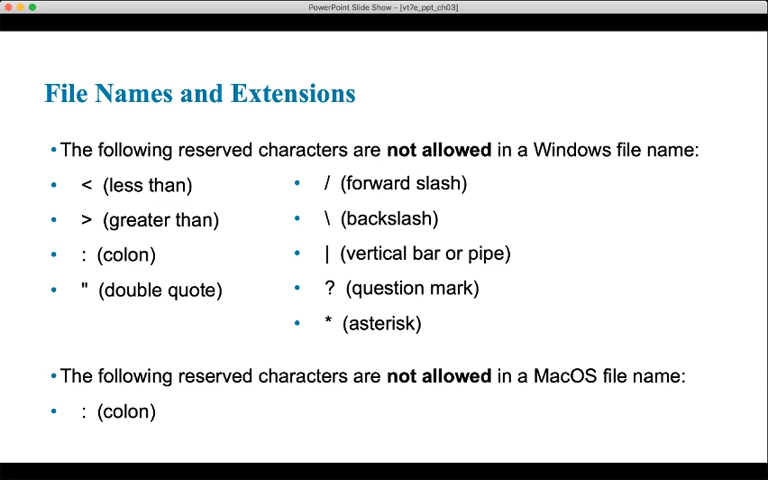 PowerPoint Slide Show - [vt7e_ppt_ch03]
File Names and Extensions
•The following reserved characters are not allowed in a Windows file name:
• < (less than)
• > (greater than)
• : (colon)
• " (double quote)
• / (forward slash)
• \ (backslash)
• | (vertical bar or pipe)
• ? (question mark)
• * (asterisk)
•The following reserved characters are not allowed in a MacOS file name:
• : (colon)